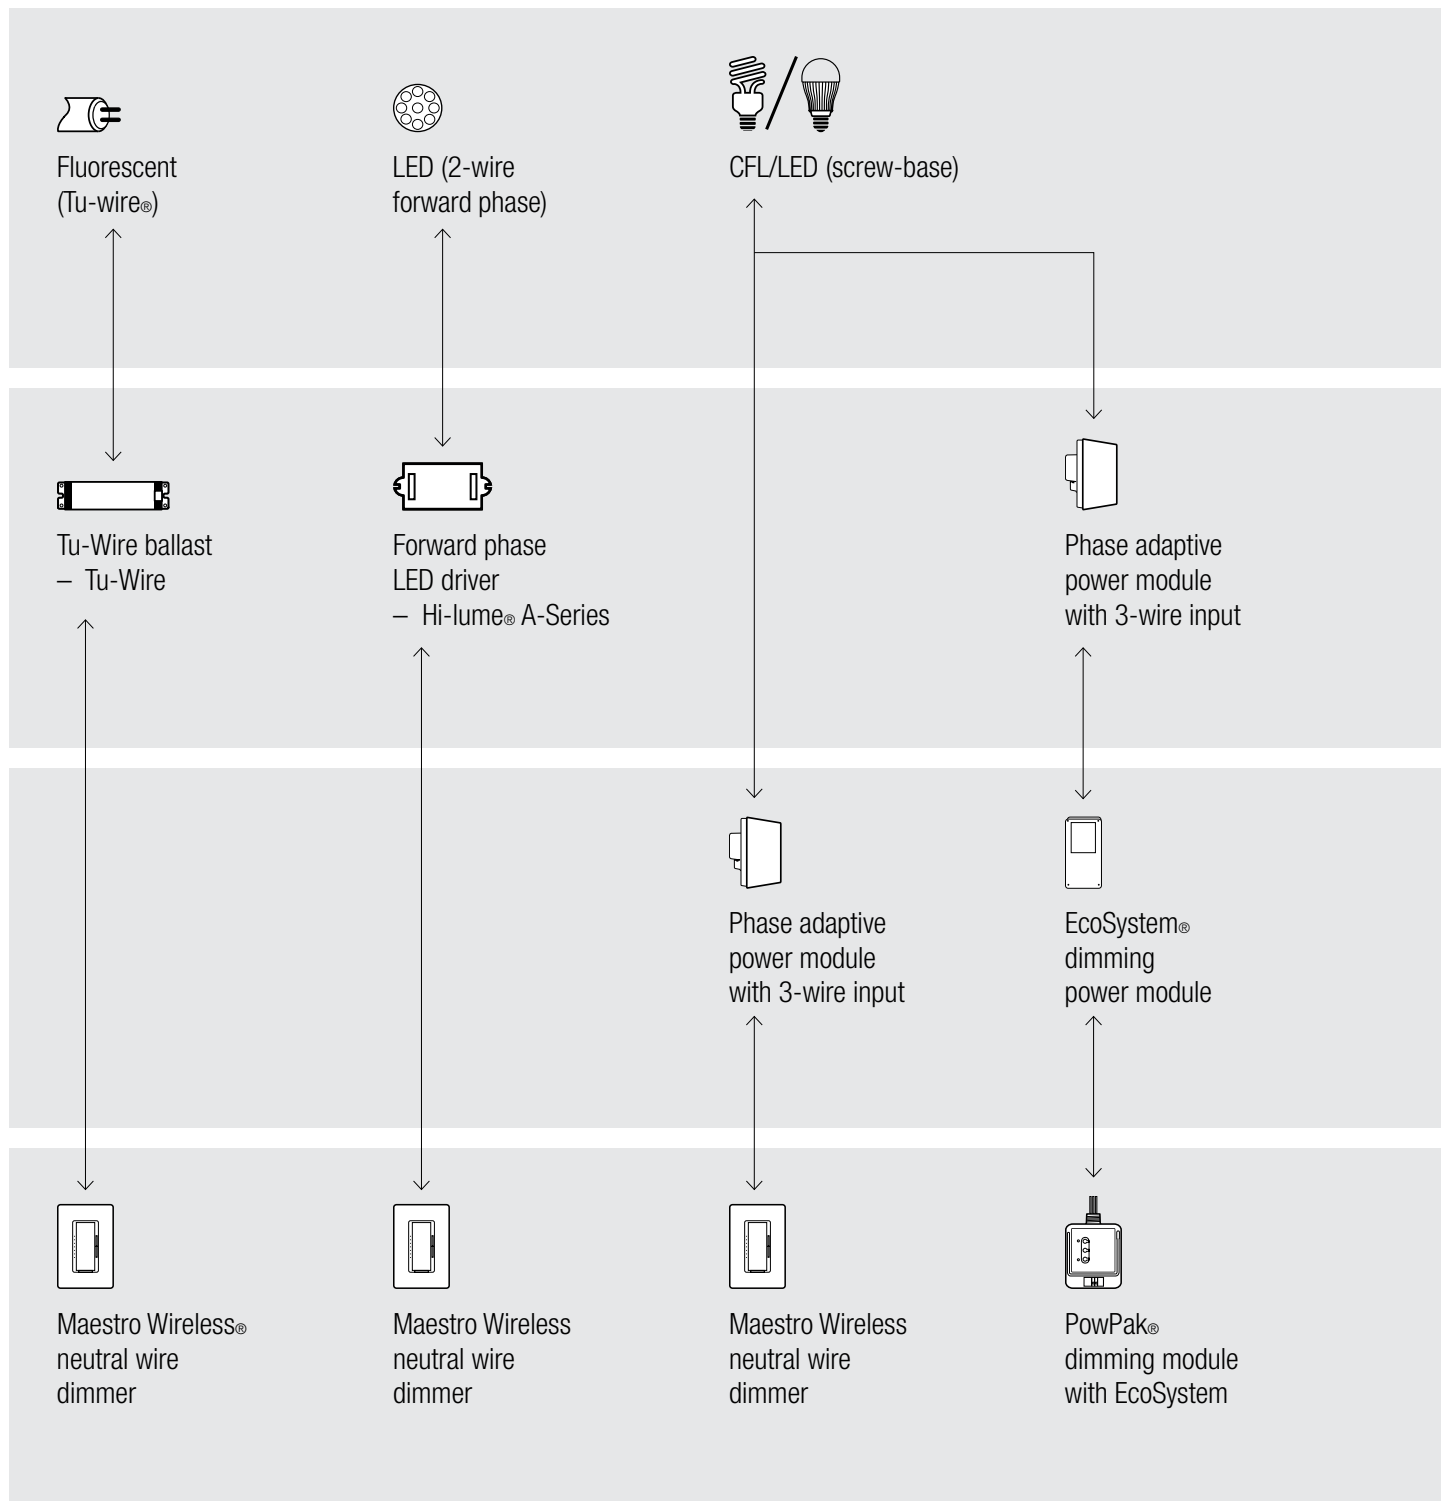 Fluorescent
(Tu-wire®)
LED (2-wire
forward phase)
CFL/LED (screw-base)
Tu-Wire ballast
– Tu-Wire
Forward phase
LED driver
– Hi-lume® A-Series
Phase adaptive
power module
with 3-wire input
Phase adaptive
power module
with 3-wire input
EcoSystem®
dimming
power module
Maestro Wireless®
neutral wire
dimmer
Maestro Wireless
neutral wire
dimmer
Maestro Wireless
neutral wire
dimmer
PowPak®
dimming module
with EcoSystem